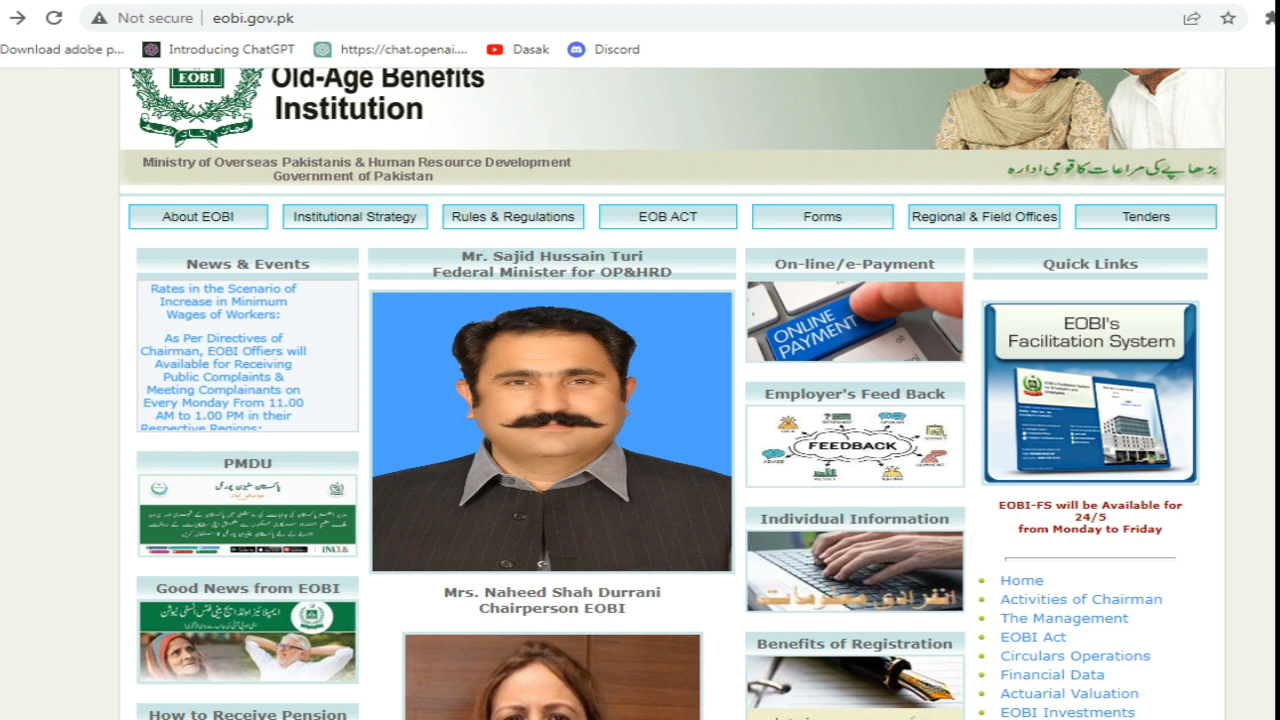 Not secure
eobi.gov.pk
Download adobe p...
Introducing ChatGPT
https://chat.openai....
Dasak
Discord
EOBI
Old-Age Benefits
Institution
Ministry of Overseas Pakistanis & Human Resource Development
Government of Pakistan
بڑھاپے کی مراعات کا قومی ادارہ
About EOBI
Institutional Strategy
Rules & Regulations
EOB ACT
Forms
Regional & Field Offices
Tenders
News & Events
Rates in the Scenario of
Increase in Minimum
Wages of Workers:
As Per Directives of
Chairman, EOBI Offiers will
Available for Receiving
Public Complaints &
Meeting Complainants on
Every Monday From 11.00
AM to 1.00 PM in their
Respective Regions:
PMDU
پاکستان سٹیزن پورٹل
Good News from EOBI
How to Receive Pension
Mr. Sajid Hussain Turi
Federal Minister for OP&HRD
Mrs. Naheed Shah Durrani
Chairperson EOBI
On-line/e-Payment
ONLINE
PAYMENT
Employer's Feed Back
FEEDBACK
Individual Information
انفرادی معلومات
Benefits of Registration
Quick Links
EOBI's
Facilitation System
EOBI-FS will be Available for
24/5
from Monday to Friday
Home
Activities of Chairman
The Management
EOBI Act
Circulars Operations
Financial Data
Actuarial Valuation
EOBI Investments